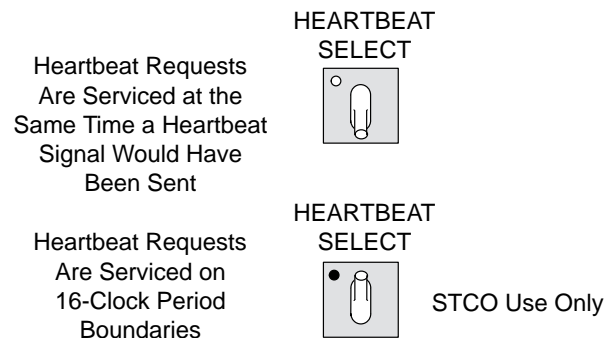 HEARTBEAT
SELECT
Heartbeat Requests
Are Serviced at the
Same Time a Heartbeat
Signal Would Have
Been Sent
HEARTBEAT
SELECT
Heartbeat Requests
Are Serviced on
16-Clock Period
Boundaries
STCO Use Only